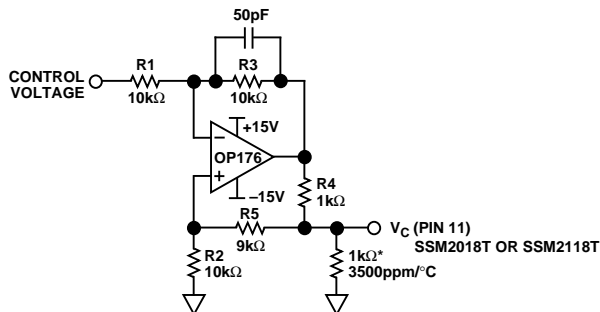 50pF
R1
R3
CONTROL
VOLTAGE
10kΩ
10kΩ
+15V
−
OP176
+
−15V
R4
1kΩ
R5
9kΩ
VC (PIN 11)
SSM2018T OR SSM2118T
R2
10kΩ
1kΩ*
3500ppm/°C